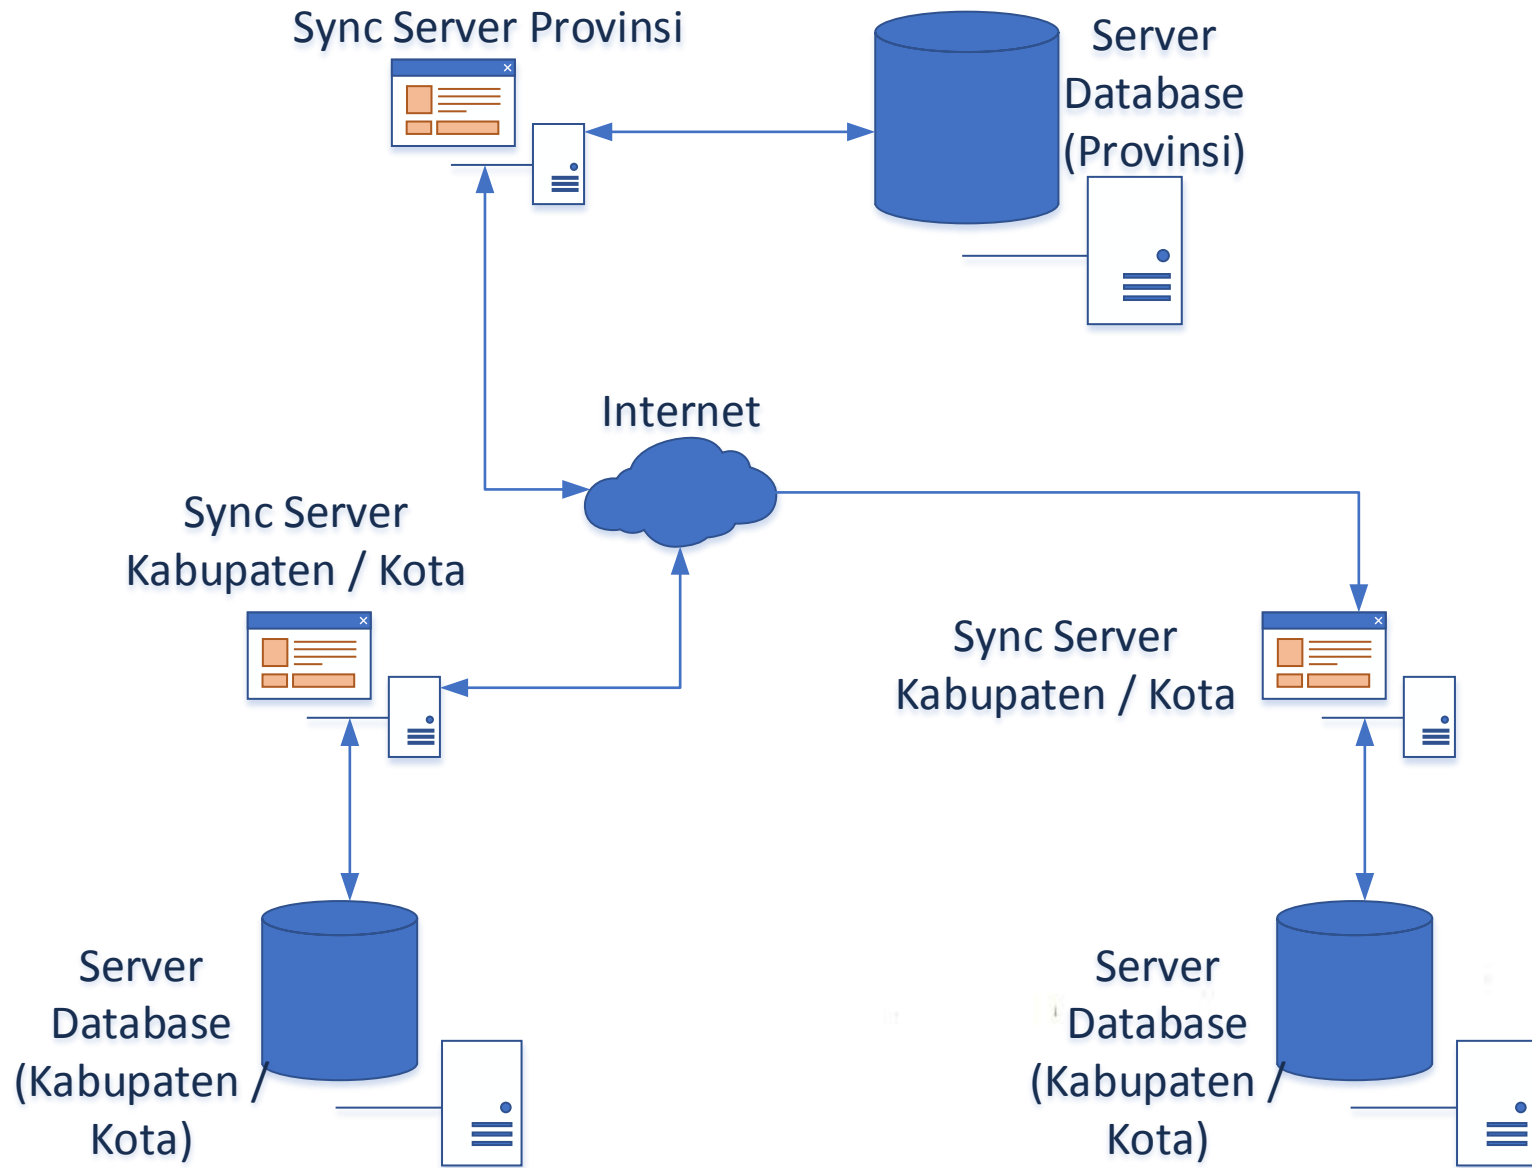 Sync Server Provinsi
Server
Database
(Provinsi)
Internet
Sync Server
Kabupaten / Kota
Sync Server
Kabupaten / Kota
Server
Database
(Kabupaten /
Kota)
Server
Database
(Kabupaten /
Kota)